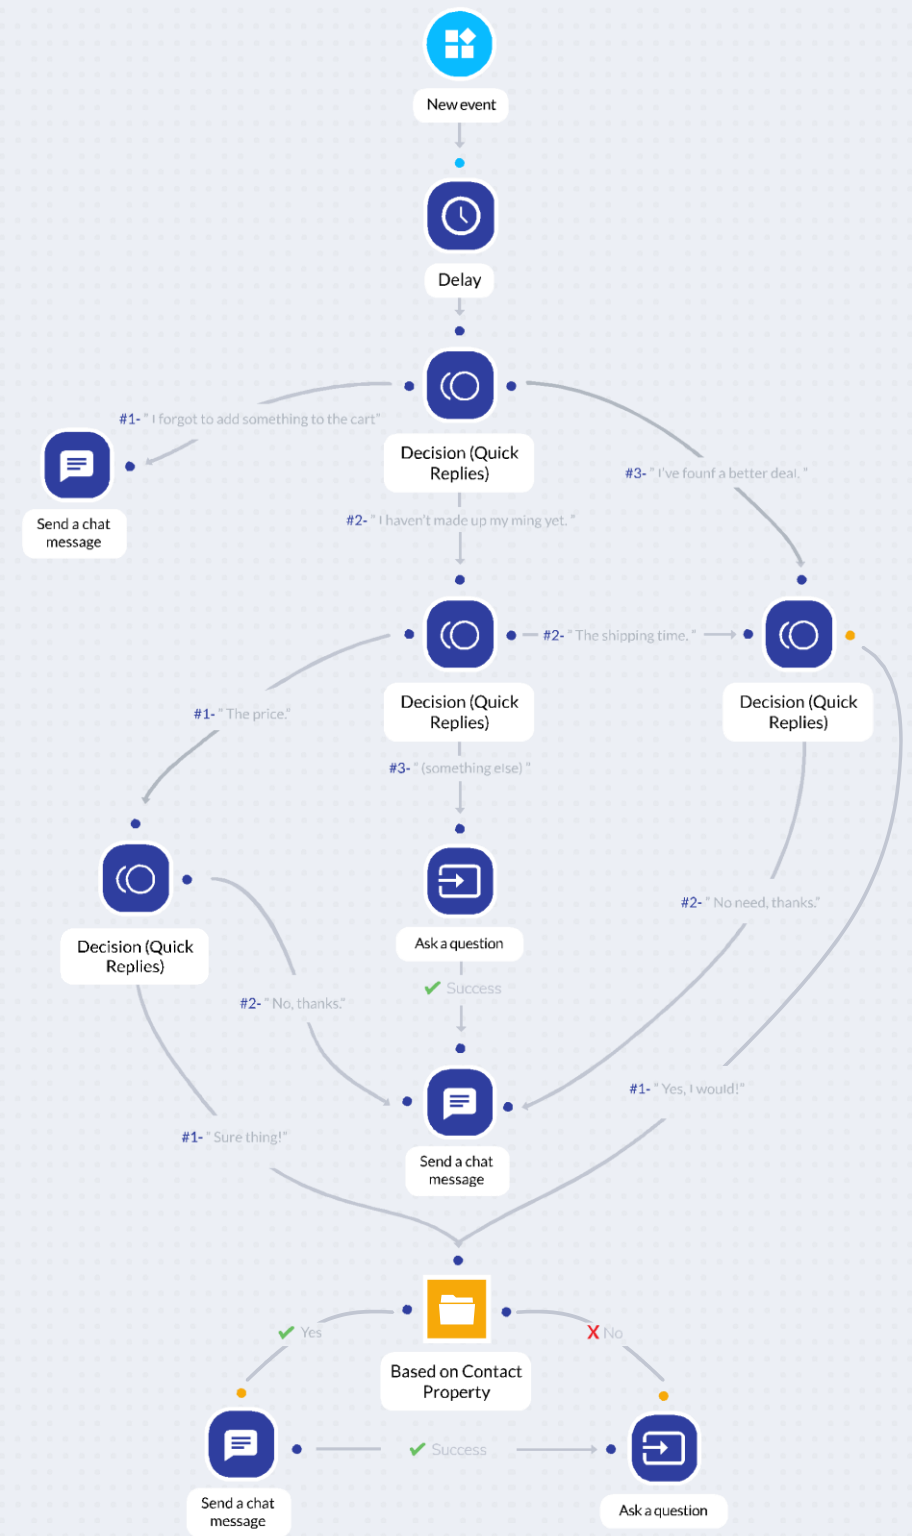 New event
Delay
#1- " I forgot to add something to the cart"
Decision (Quick
Replies)
#3- " I've founf a better deal. "
Send a chat
message
#2- " I haven't made up my ming yet. "
#2- " The shipping time. "
Decision (Quick
Replies)
Decision (Quick
Replies)
#1- " The price."
#3- " (something else) "
#2- " No need, thanks."
Decision (Quick
Replies)
Ask a question
Success
#2- " No, thanks."
#1- " Yes, I would!"
#1- " Sure thing!"
Send a chat
message
Yes
X No
Based on Contact
Property
Success
Send a chat
message
Ask a question